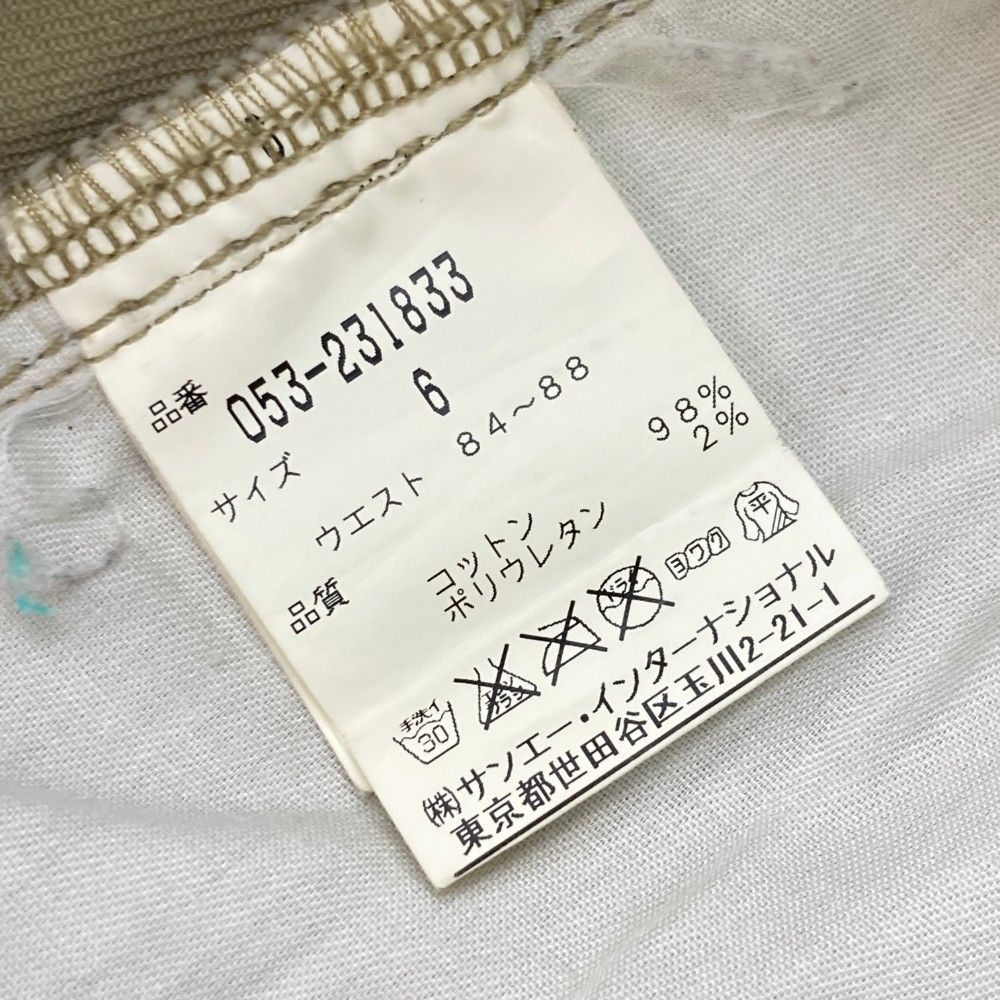 品番 053-231833
サイズ 6
ウエスト 84~88
品質 コットン 98%
ポリウレタン 2%
手洗イ 30 ドライ ヨワク 平
㈱サンエー・インターナショナル
東京都世田谷区玉川2-21-1